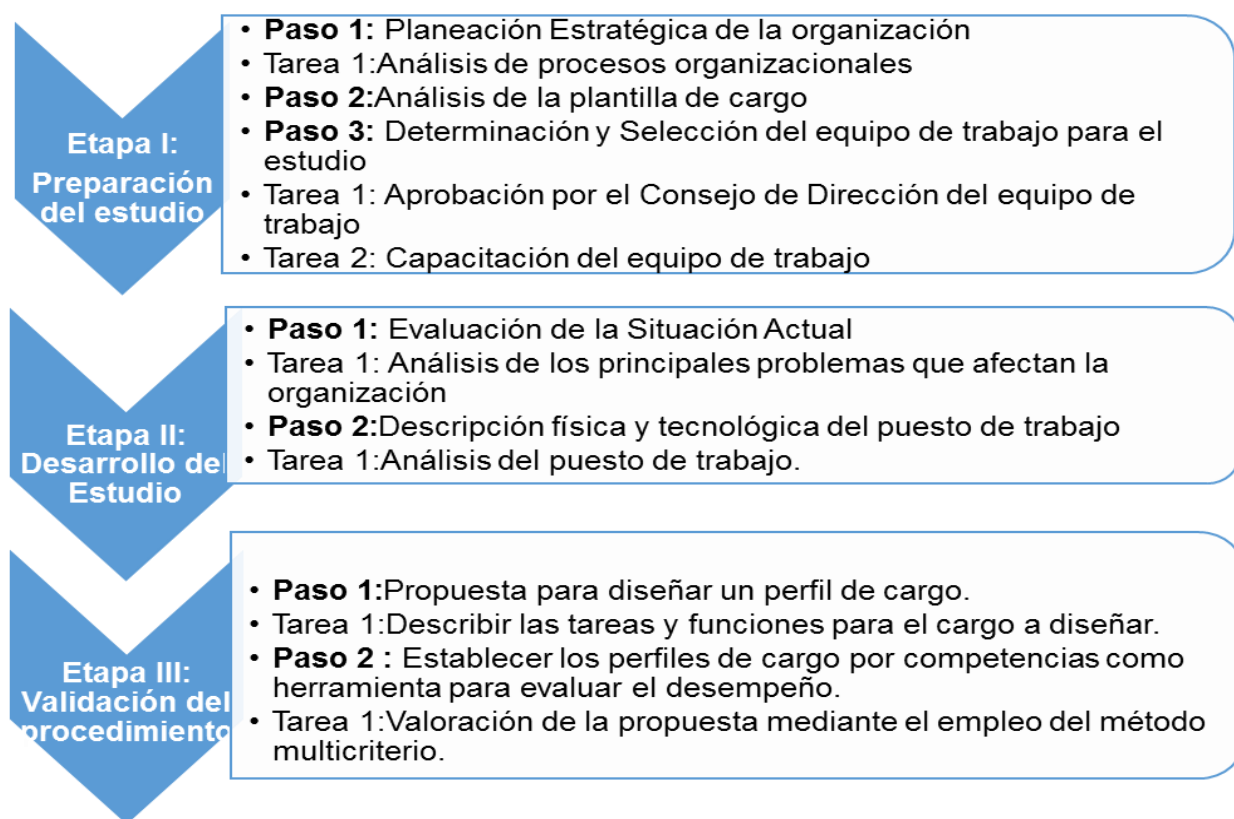 Etapa I:
Preparación
del estudio
• Paso 1: Planeación Estratégica de la organización
• Tarea 1:Análisis de procesos organizacionales
• Paso 2:Análisis de la plantilla de cargo
• Paso 3: Determinación y Selección del equipo de trabajo para el
estudio
• Tarea 1: Aprobación por el Consejo de Dirección del equipo de
trabajo
• Tarea 2: Capacitación del equipo de trabajo
Etapa II:
Desarrollo del
Estudio
• Paso 1: Evaluación de la Situación Actual
• Tarea 1: Análisis de los principales problemas que afectan la
organización
• Paso 2:Descripción física y tecnológica del puesto de trabajo
• Tarea 1:Análisis del puesto de trabajo.
Etapa III:
Validación del
procedimiento
• Paso 1:Propuesta para diseñar un perfil de cargo.
• Tarea 1:Describir las tareas y funciones para el cargo a diseñar.
• Paso 2 : Establecer los perfiles de cargo por competencias como
herramienta para evaluar el desempeño.
• Tarea 1:Valoración de la propuesta mediante el empleo del método
multicriterio.